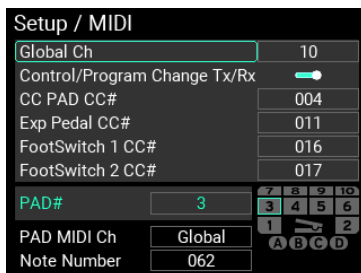 Setup / MIDI
Global Ch 10
Control/Program Change Tx/Rx
CC PAD CC# 004
Exp Pedal CC# 011
FootSwitch 1 CC# 016
FootSwitch 2 CC# 017
PAD# 3
7 8 9 10
3 4 5 6
1 2
A B C D
PAD MIDI Ch Global
Note Number 062